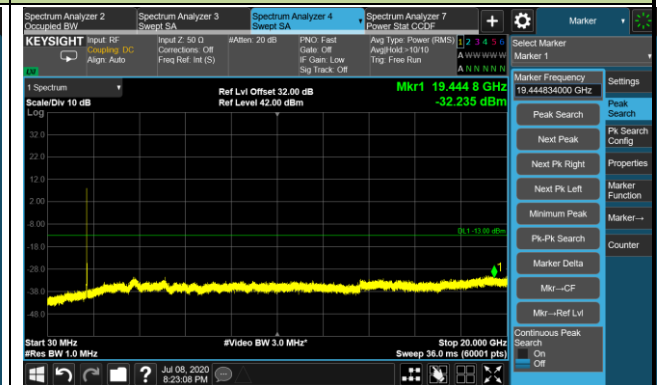 Spectrum Analyzer 2
Occupied BW
Spectrum Analyzer 3
Swept SA
Spectrum Analyzer 4
Swept SA
Spectrum Analyzer 7
Power Stat CCDF
Marker
KEYSIGHT
Input: RF
Coupling: DC
Align: Auto
Input Z: 50 Ω
Corrections: Off
Freq Ref: Int (S)
#Atten: 20 dB
PNO: Fast
Gate: Off
IF Gain: Low
Sig Track: Off
Avg Type: Power (RMS)
Avg|Hold:>10/10
Trig: Free Run
1 2 3 4 5 6
A W W W W W
A N N N N N
Select Marker
Marker 1
1 Spectrum
Scale/Div 10 dB
Log
Ref Lvl Offset 32.00 dB
Ref Level 42.00 dBm
Mkr1 19.444 8 GHz
-32.235 dBm
32.0
22.0
12.0
2.00
-8.00
-18.0
-28.0
-38.0
-48.0
DL1 -13.00 dBm
1
Start 30 MHz
#Res BW 1.0 MHz
#Video BW 3.0 MHz*
Stop 20.000 GHz
Sweep 36.0 ms (60001 pts)
Marker Frequency
19.444834000 GHz
Peak Search
Next Peak
Next Pk Right
Next Pk Left
Minimum Peak
Pk-Pk Search
Marker Delta
Mkr→CF
Mkr→Ref Lvl
Continuous Peak
Search
On
Off
Settings
Peak
Search
Pk Search
Config
Properties
Marker
Function
Marker→
Counter
Jul 08, 2020
8:23:08 PM